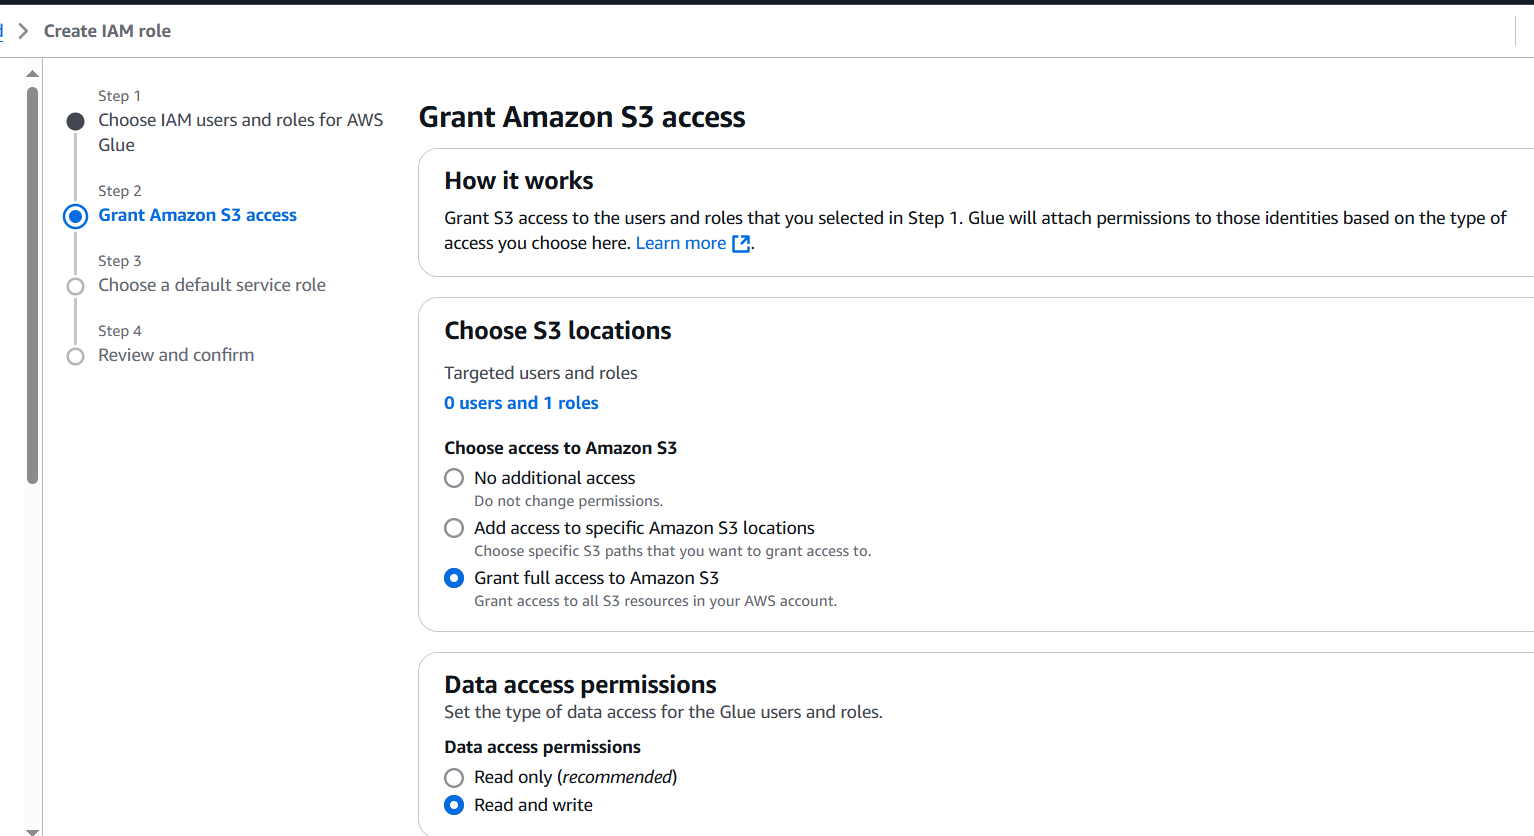 Create IAM role
Step 1
Choose IAM users and roles for AWS
Glue
Step 2
Grant Amazon S3 access
Step 3
Choose a default service role
Step 4
Review and confirm
Grant Amazon S3 access
How it works
Grant S3 access to the users and roles that you selected in Step 1. Glue will attach permissions to those identities based on the type of
access you choose here. Learn more.
Choose S3 locations
Targeted users and roles
0 users and 1 roles
Choose access to Amazon S3
No additional access
Do not change permissions.
Add access to specific Amazon S3 locations
Choose specific S3 paths that you want to grant access to.
Grant full access to Amazon S3
Grant access to all S3 resources in your AWS account.
Data access permissions
Set the type of data access for the Glue users and roles.
Data access permissions
Read only (recommended)
Read and write